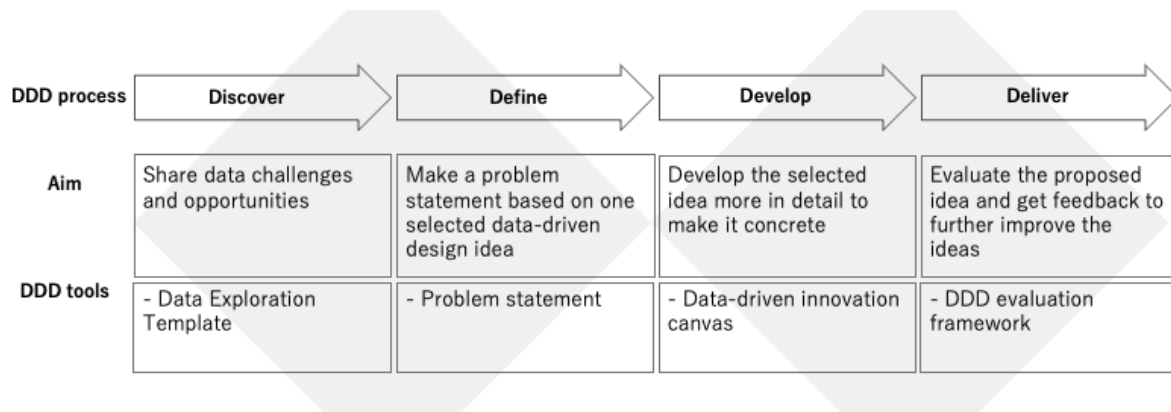 DDD process
Discover
Define
Develop
Deliver
Aim
Share data challenges
and opportunities
Make a problem
statement based on one
selected data-driven
design idea
Develop the selected
idea more in detail to
make it concrete
Evaluate the proposed
idea and get feedback to
further improve the
ideas
DDD tools
- Data Exploration
Template
- Problem statement
- Data-driven innovation
canvas
- DDD evaluation
framework